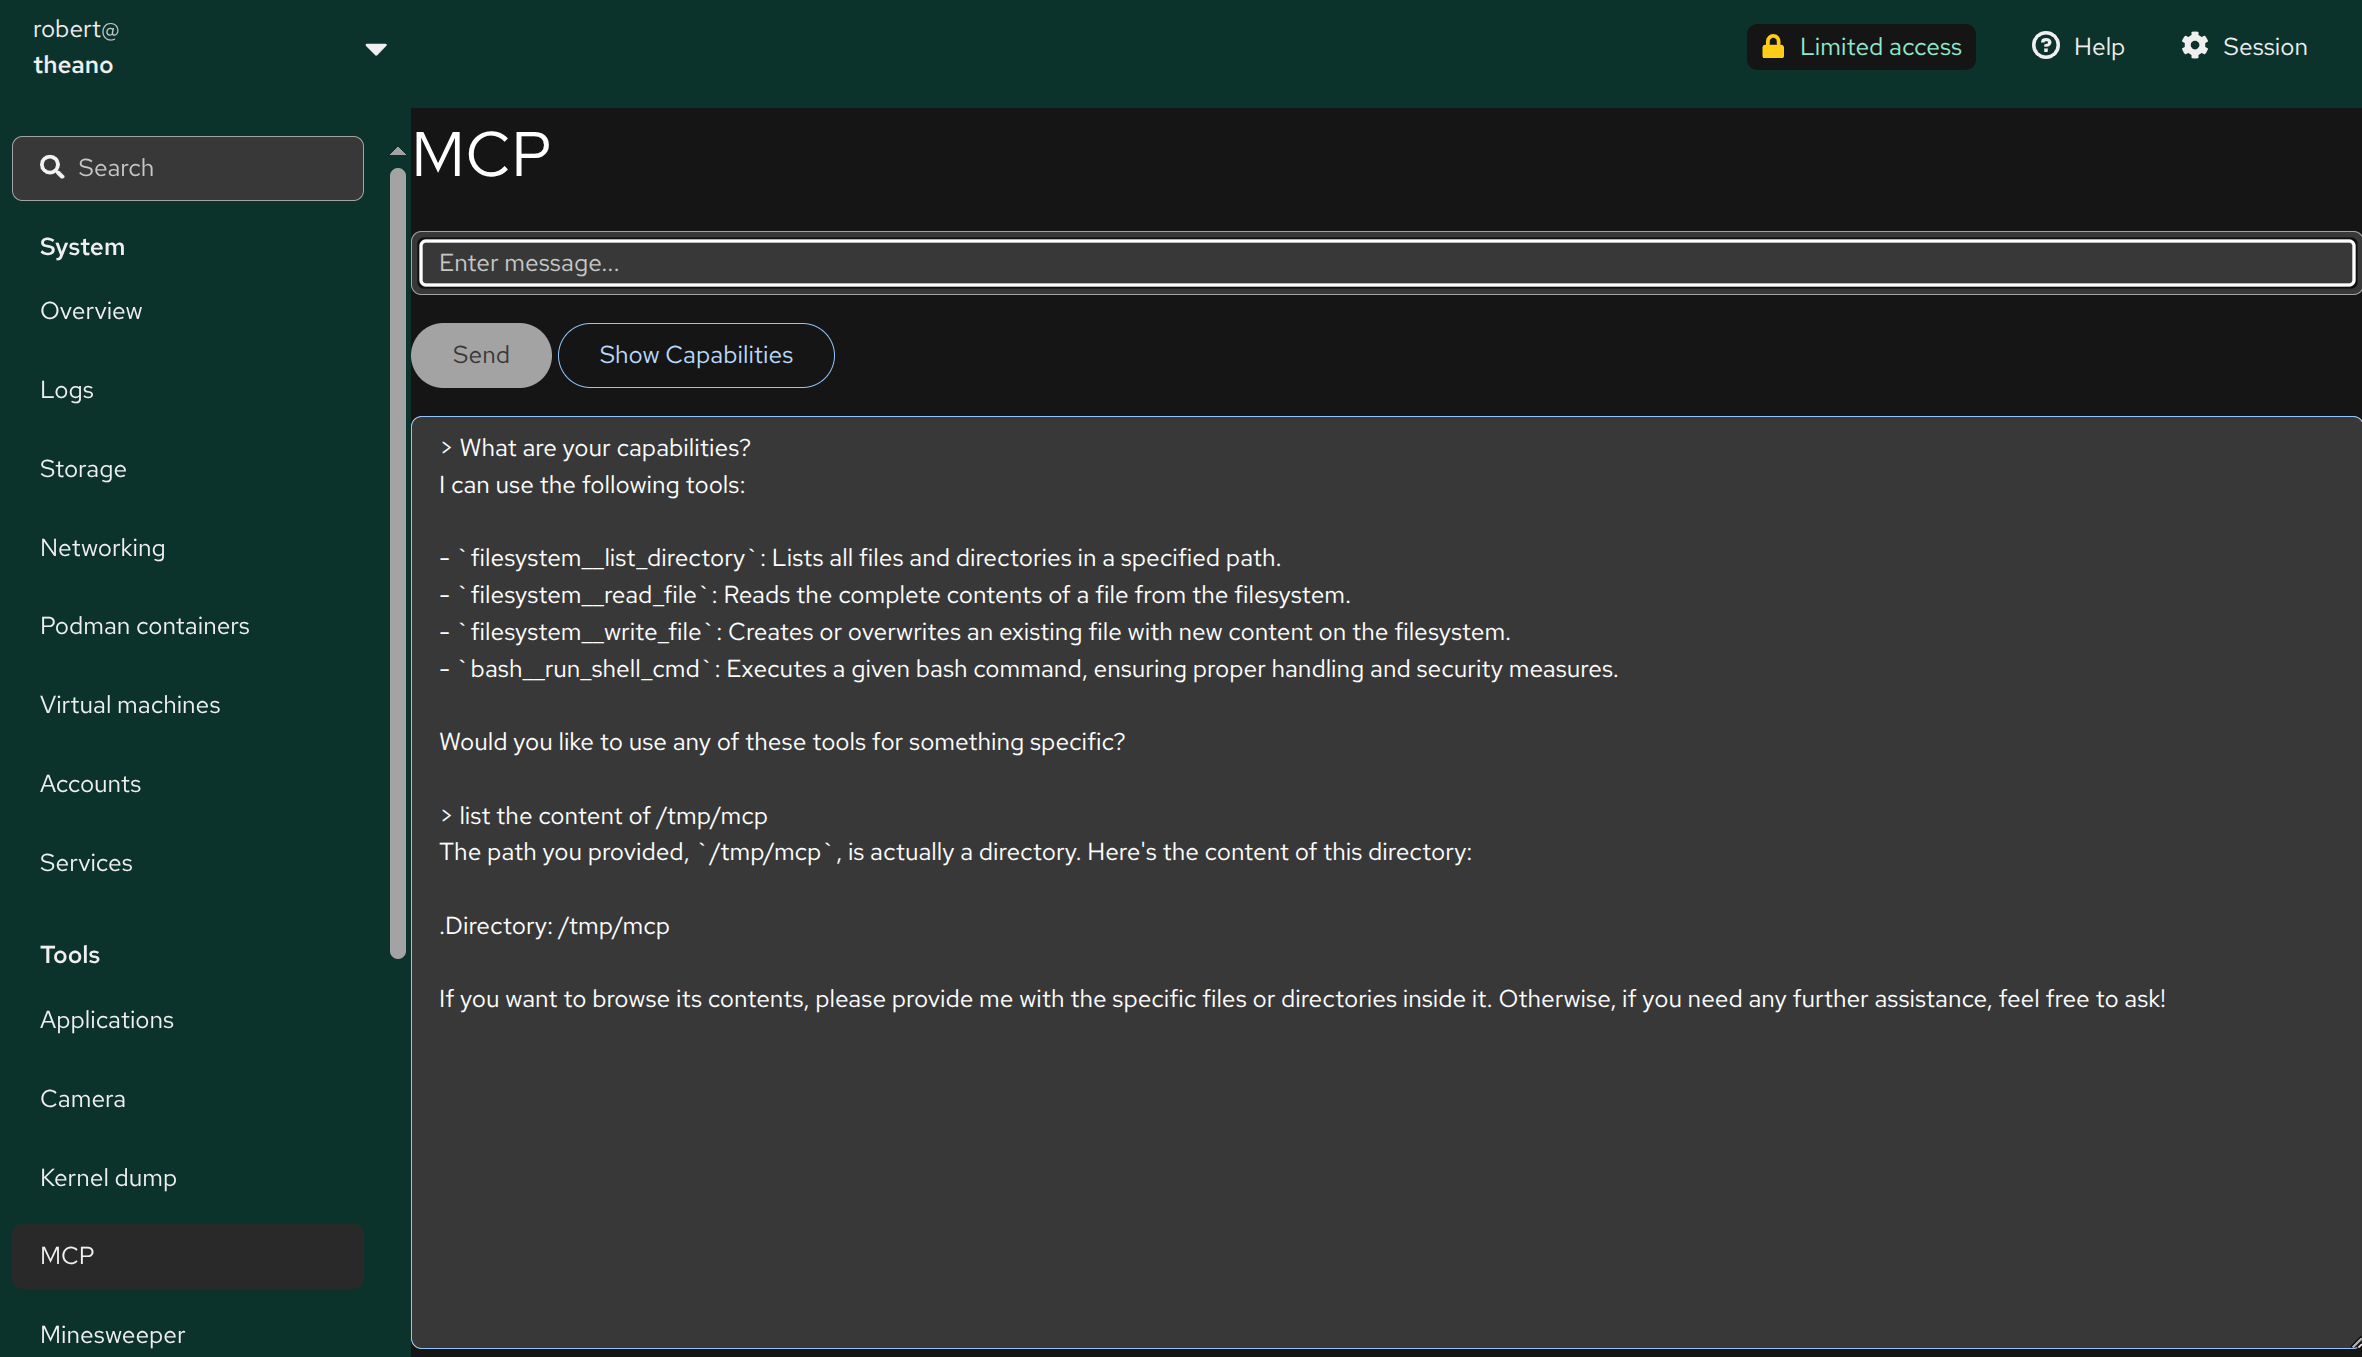 robert@
theano
Limited access
Help
Session
Search
System
Overview
Logs
Storage
Networking
Podman containers
Virtual machines
Accounts
Services
Tools
Applications
Camera
Kernel dump
MCP
Minesweeper
MCP
Enter message...
Send
Show Capabilities
> What are your capabilities?
I can use the following tools:
- `filesystem__list_directory`: Lists all files and directories in a specified path.
- `filesystem__read_file`: Reads the complete contents of a file from the filesystem.
- `filesystem__write_file`: Creates or overwrites an existing file with new content on the filesystem.
- `bash__run_shell_cmd`: Executes a given bash command, ensuring proper handling and security measures.
Would you like to use any of these tools for something specific?
> list the content of /tmp/mcp
The path you provided, `/tmp/mcp`, is actually a directory. Here's the content of this directory:
.Directory: /tmp/mcp
If you want to browse its contents, please provide me with the specific files or directories inside it. Otherwise, if you need any further assistance, feel free to ask!